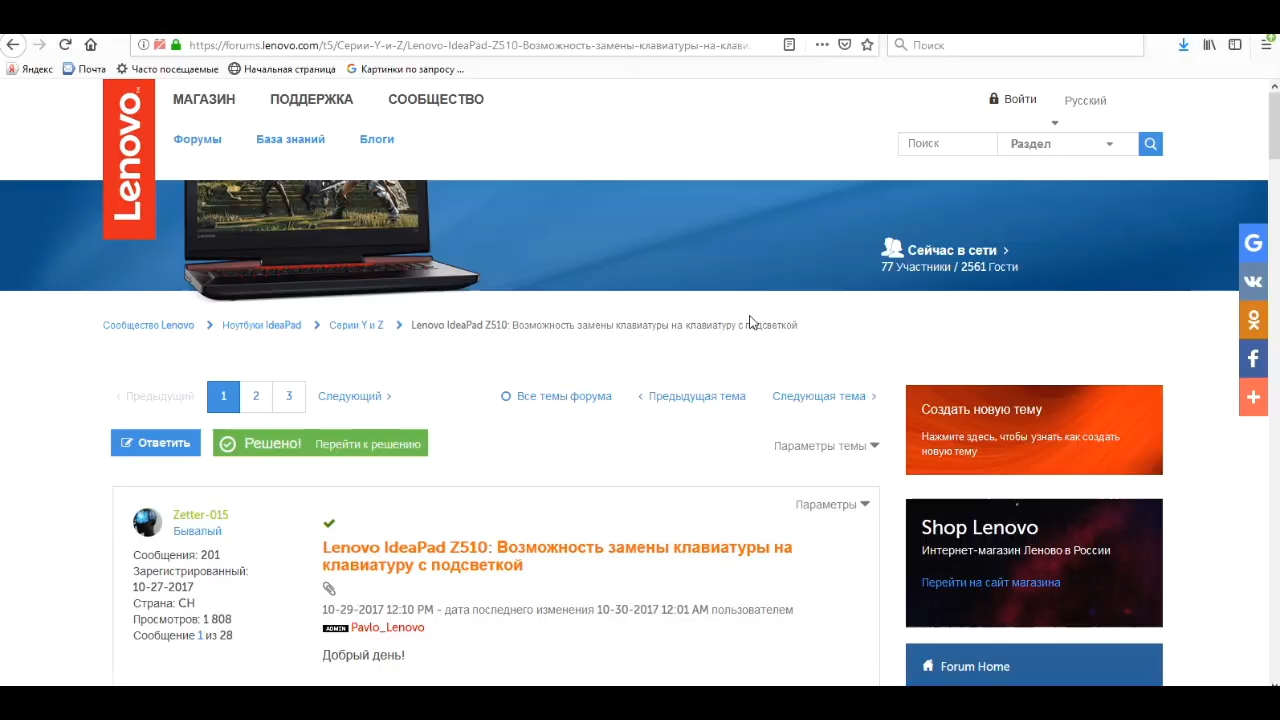 https://forums.lenovo.com/t5/Серии-Y-и-Z/Lenovo-IdeaPad-Z510-Возможность-замены-клавиатуры-на-клави
Поиск
Яндекс
Почта
Часто посещаемые
Начальная страница
Картинки по запросу ...
Lenovo
МАГАЗИН
ПОДДЕРЖКА
СООБЩЕСТВО
Войти
Русский
Форумы
База знаний
Блоги
Поиск
Раздел
Сейчас в сети
77 Участники / 2561 Гости
Сообщество Lenovo
Ноутбуки IdeaPad
Серии Y и Z
Lenovo IdeaPad Z510: Возможность замены клавиатуры на клавиатуру с подсветкой
Предыдущий
1
2
3
Следующий
Все темы форума
Предыдущая тема
Следующая тема
Ответить
Решено! Перейти к решению
Параметры темы
Создать новую тему
Нажмите здесь, чтобы узнать как создать
новую тему
Параметры
Zetter-015
Бывалый
Сообщения: 201
Зарегистрированный:
10-27-2017
Страна: CH
Просмотров: 1 808
Сообщение 1 из 28
Lenovo IdeaPad Z510: Возможность замены клавиатуры на
клавиатуру с подсветкой
10-29-2017 12:10 PM - дата последнего изменения 10-30-2017 12:01 AM пользователем
ADMIN Pavlo_Lenovo
Добрый день!
Shop Lenovo
Интернет-магазин Леново в России
Перейти на сайт магазина
Forum Home